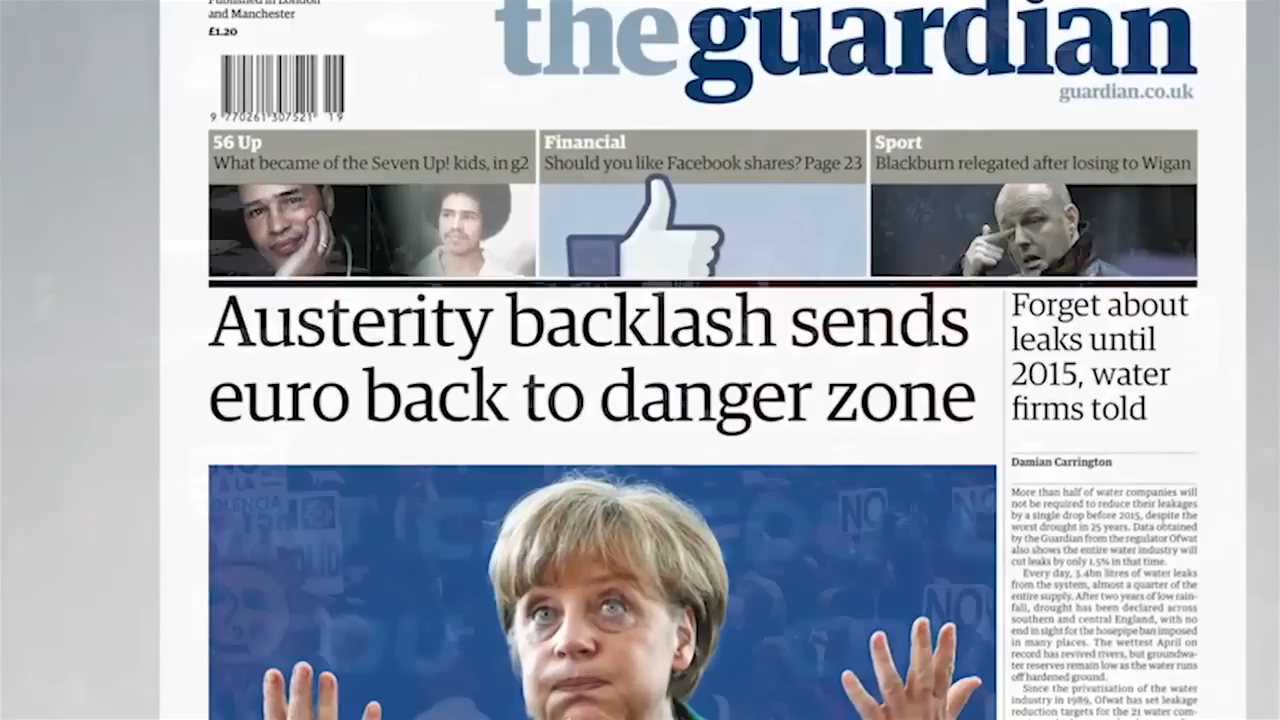 Published in London
and Manchester
£1.20
9 770261 307521 19
theguardian
guardian.co.uk
56 Up
What became of the Seven Up! kids, in g2
Financial
Should you like Facebook shares? Page 23
Sport
Blackburn relegated after losing to Wigan
Austerity backlash sends
euro back to danger zone
NO
A LA
VIOLENCIA
NO
NO
NO
Forget about
leaks until
2015, water
firms told
Damian Carrington
More than half of water companies will
not be required to reduce their leakages
by a single drop before 2015, despite the
worst drought in 25 years. Data obtained
by the Guardian from the regulator Ofwat
also shows the entire water industry will
cut leaks by only 1.5% in that time.
Every day, 3.4bn litres of water leaks
from the system, almost a quarter of the
entire supply. After two years of low rain-
fall, drought has been declared across
southern and central England, with no
end in sight for the hosepipe ban imposed
in many places. The wettest April on
record has revived rivers, but groundwa-
ter reserves remain low as the water runs
off hardened ground.
Since the privatisation of the water
industry in 1989, Ofwat has set leakage
reduction targets for the 21 water com-